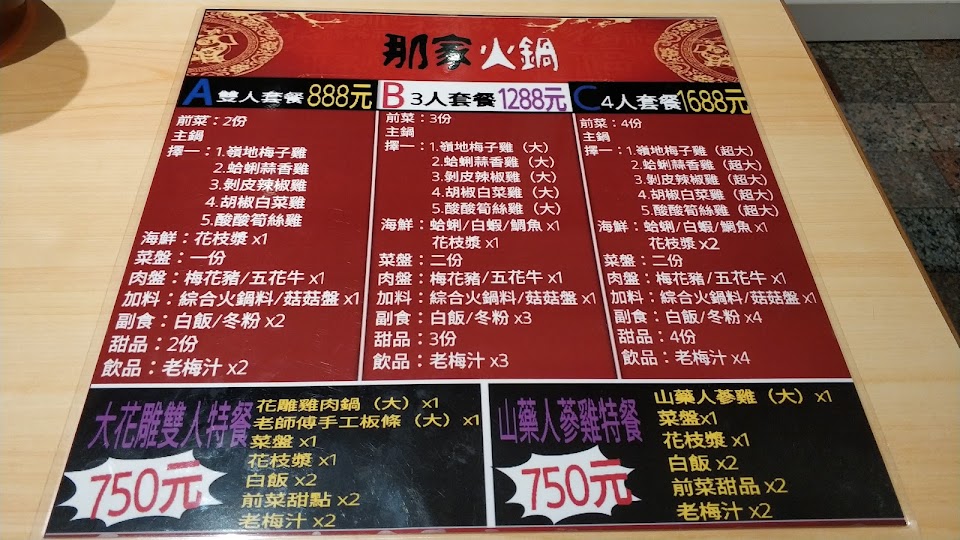 那家火鍋
A 雙人套餐 888元
前菜：2份
主鍋
擇一：1.嶺地梅子雞
2.蛤蜊蒜香雞
3.剝皮辣椒雞
4.胡椒白菜雞
5.酸酸筍絲雞
海鮮：花枝漿 x1
菜盤：一份
肉盤：梅花豬/五花牛 x1
加料：綜合火鍋料/菇菇盤 x1
副食：白飯/冬粉 x2
甜品：2份
飲品：老梅汁 x2
B 3人套餐 1288元
前菜：3份
主鍋
擇一：1.嶺地梅子雞（大）
2.蛤蜊蒜香雞（大）
3.剝皮辣椒雞（大）
4.胡椒白菜雞（大）
5.酸酸筍絲雞（大）
海鮮：蛤蜊/白蝦/鯛魚 x1
花枝漿 x1
菜盤：二份
肉盤：梅花豬/五花牛 x1
加料：綜合火鍋料/菇菇盤 x1
副食：白飯/冬粉 x3
甜品：3份
飲品：老梅汁 x3
C 4人套餐 1688元
前菜：4份
主鍋
擇一：1.嶺地梅子雞（超大）
2.蛤蜊蒜香雞（超大）
3.剝皮辣椒雞（超大）
4.胡椒白菜雞（超大）
5.酸酸筍絲雞（超大）
海鮮：蛤蜊/白蝦/鯛魚 x1
花枝漿 x2
菜盤：二份
肉盤：梅花豬/五花牛 x1
加料：綜合火鍋料/菇菇盤 x1
副食：白飯/冬粉 x4
甜品：4份
飲品：老梅汁 x4
大花雕雙人特餐
750元
花雕雞肉鍋（大）x1
老師傅手工板條（大）x1
菜盤 x1
花枝漿 x1
白飯 x2
前菜甜點 x2
老梅汁 x2
山藥人蔘雞特餐
750元
山藥人蔘雞（大）x1
菜盤x1
花枝漿 x1
白飯 x2
前菜甜品 x2
老梅汁 x2